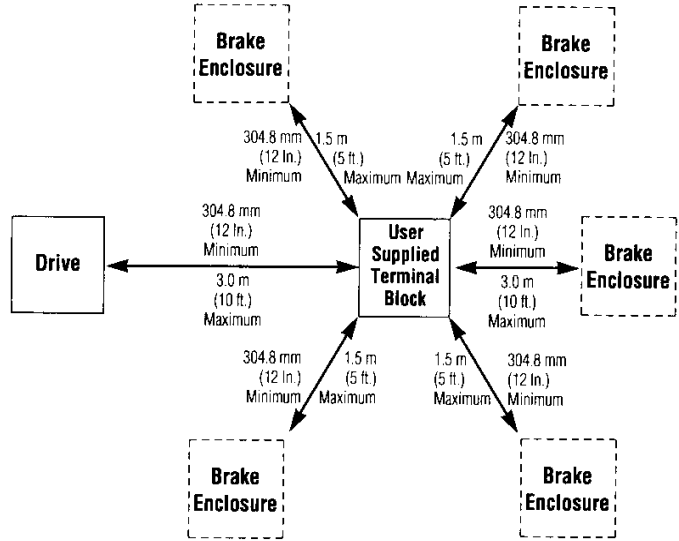 Brake
Enclosure
Brake
Enclosure
304.8 mm
(12 In.)
Minimum
1.5 m
(5 ft.)
Maximum
1.5 m
(5 ft.)
Maximum
304.8 mm
(12 In.)
Minimum
Drive
304.8 mm
(12 In.)
Minimum
3.0 m
(10 ft.)
Maximum
User
Supplied
Terminal
Block
304.8 mm
(12 In.)
Minimum
3.0 m
(10 ft.)
Maximum
Brake
Enclosure
304.8 mm
(12 In.)
Minimum
1.5 m
(5 ft.)
Maximum
1.5 m
(5 ft.)
Maximum
304.8 mm
(12 In.)
Minimum
Brake
Enclosure
Brake
Enclosure